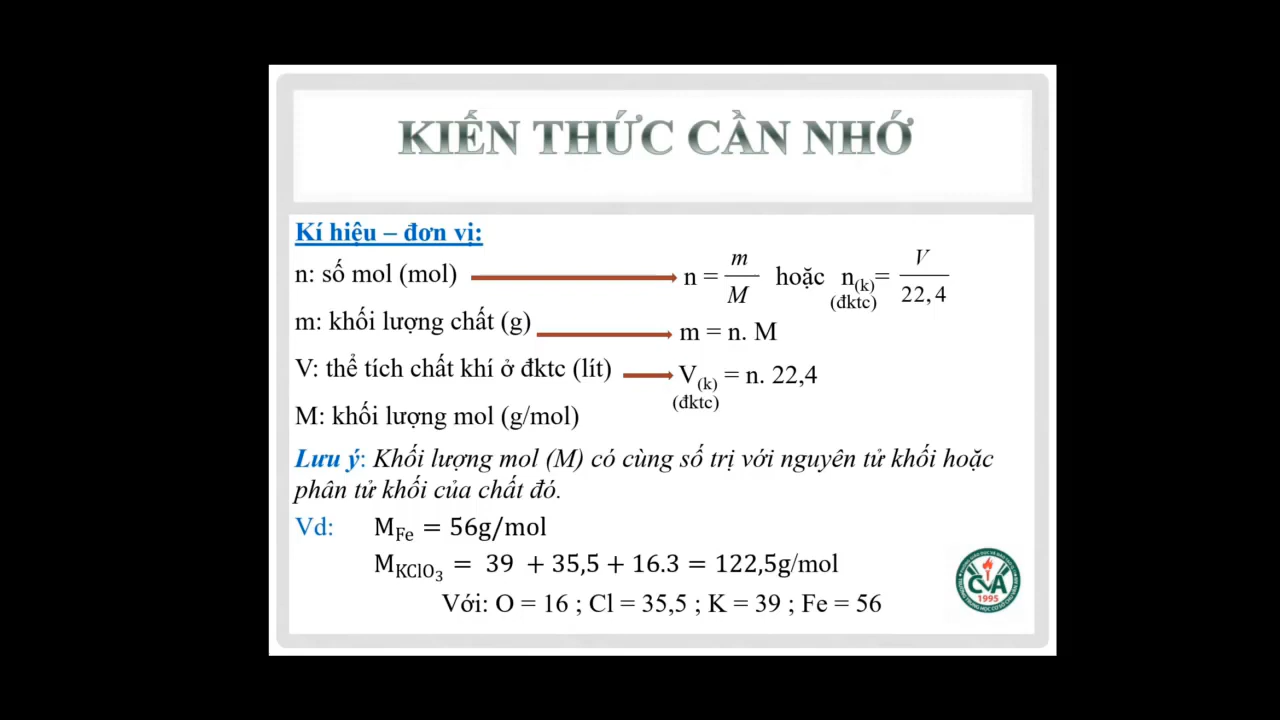 KIẾN THỨC CẦN NHỚ
Kí hiệu – đơn vị:
n: số mol (mol) n = m/M hoặc n(k)(đktc) = V/22,4
m: khối lượng chất (g) m = n. M
V: thể tích chất khí ở đktc (lít) V(k)(đktc) = n. 22,4
M: khối lượng mol (g/mol)
Lưu ý: Khối lượng mol (M) có cùng số trị với nguyên tử khối hoặc
phân tử khối của chất đó.
Vd: M_Fe = 56g/mol
M_KClO₃ = 39 + 35,5 + 16.3 = 122,5g/mol
Với: O = 16 ; Cl = 35,5 ; K = 39 ; Fe = 56
CVA
1995